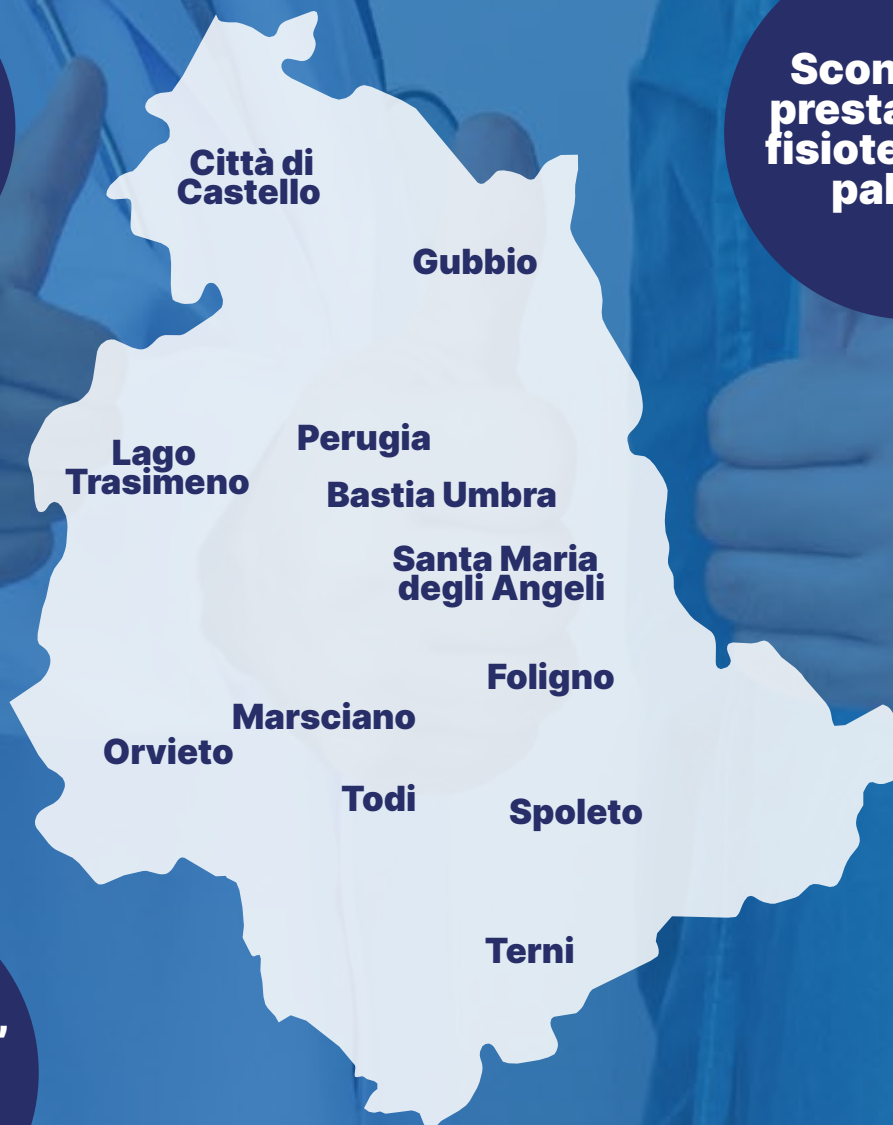 Città di
Castello
Gubbio
Perugia
Lago
Trasimeno
Bastia Umbra
Santa Maria
degli Angeli
Foligno
Marsciano
Orvieto
Todi
Spoleto
Terni